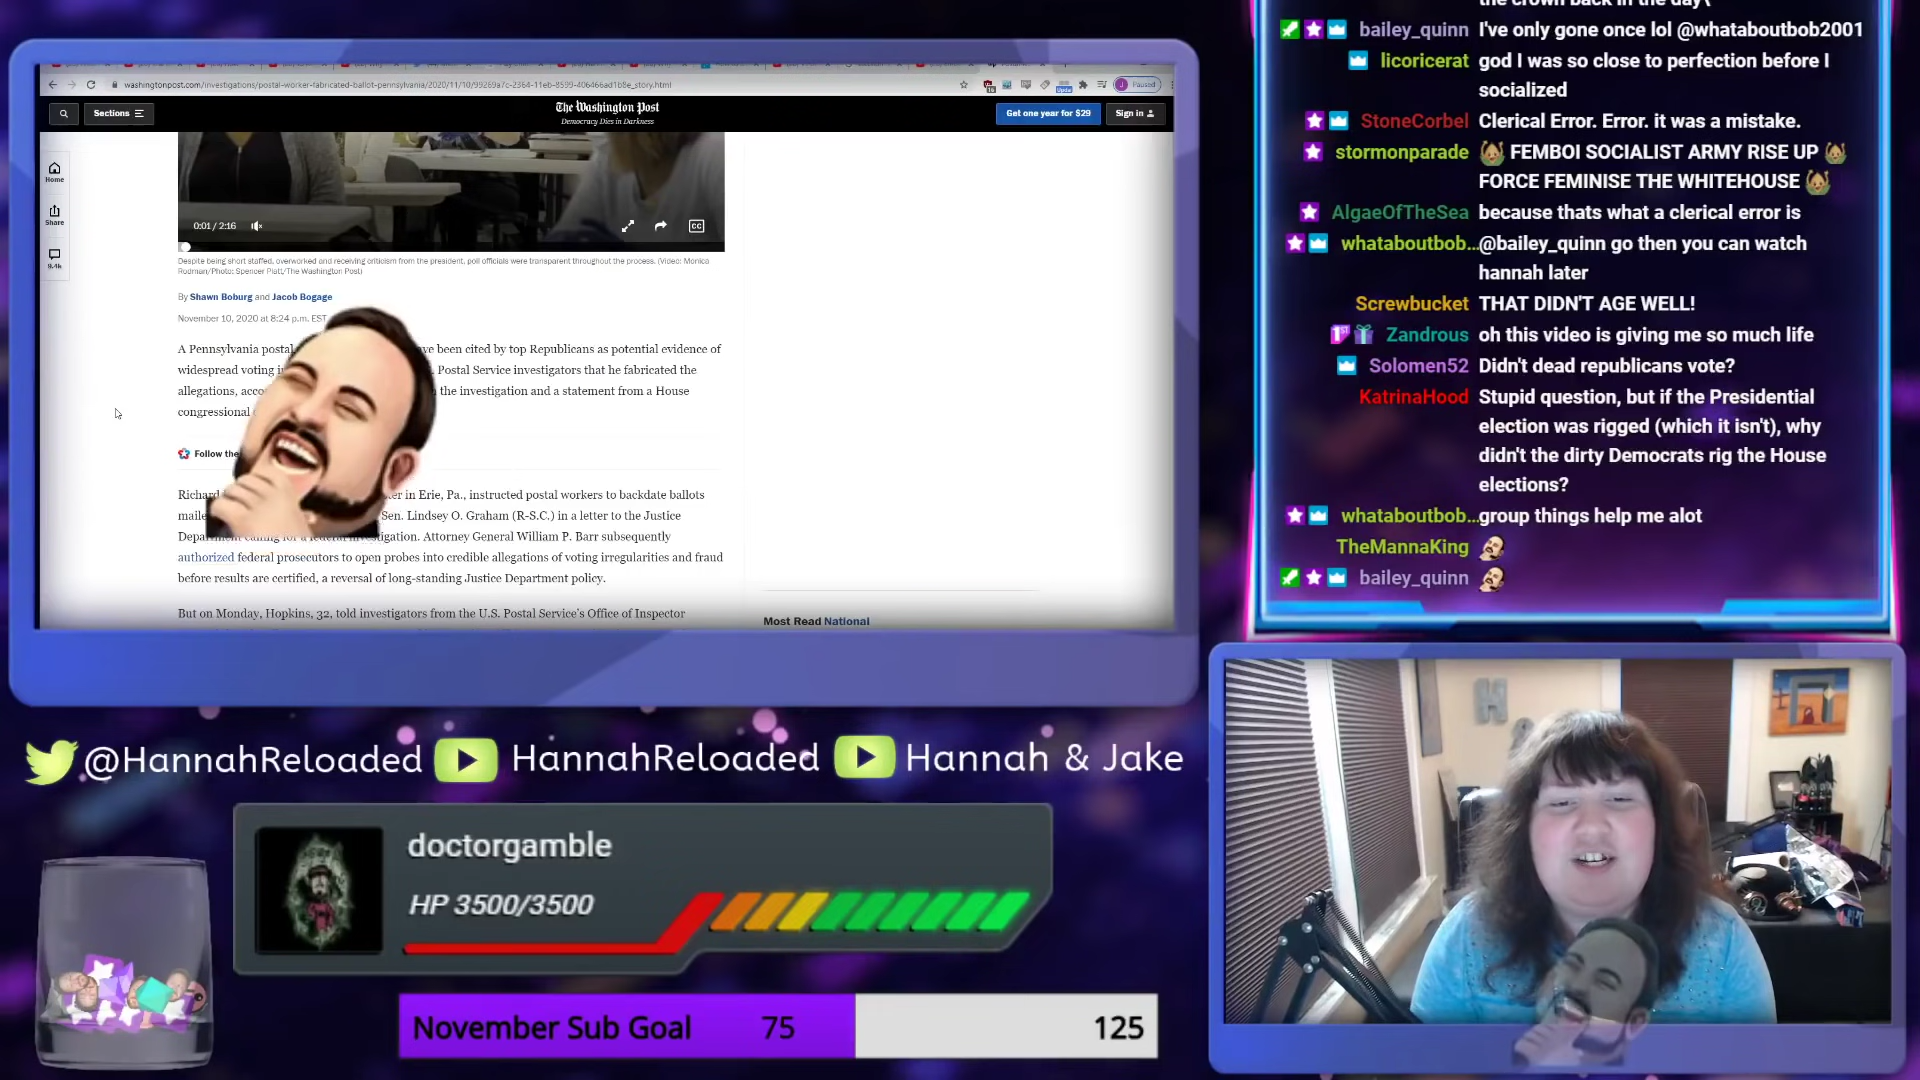 washingtonpost.com/investigations/postal-worker-fabricated-ballot-pennsylvania/2020/11/10/99269a7c-2364-11eb-8599-406466ad1b8e_story.html
Paused
Sections
The Washington Post
Democracy Dies in Darkness
Get one year for $29
Sign in
Home
Share
9.4k
0:01 / 2:16
CC
Despite being short staffed, overworked and receiving criticism from the president, poll officials were transparent throughout the process. (Video: Monica
Rodman/Photo: Spencer Platt/The Washington Post)
By Shawn Boburg and Jacob Bogage
November 10, 2020 at 8:24 p.m. EST
A Pennsylvania postal ve been cited by top Republicans as potential evidence of
widespread voting Postal Service investigators that he fabricated the
allegations, the investigation and a statement from a House
congressional
Follow the
Richard in Erie, Pa., instructed postal workers to backdate ballots
Sen. Lindsey O. Graham (R-S.C.) in a letter to the Justice
Attorney General William P. Barr subsequently
authorized federal prosecutors to open probes into credible allegations of voting irregularities and fraud
before results are certified, a reversal of long-standing Justice Department policy.
But on Monday, Hopkins, 32, told investigators from the U.S. Postal Service's Office of Inspector
Most Read National
the crown back in the day\
bailey_quinn I've only gone once lol @whataboutbob2001
licoricerat god I was so close to perfection before I
socialized
StoneCorbel Clerical Error. Error. it was a mistake.
stormonparade FEMBOI SOCIALIST ARMY RISE UP
FORCE FEMINISE THE WHITEHOUSE
AlgaeOfTheSea because thats what a clerical error is
whataboutbob... @bailey_quinn go then you can watch
hannah later
Screwbucket THAT DIDN'T AGE WELL!
Zandrous oh this video is giving me so much life
Solomen52 Didn't dead republicans vote?
KatrinaHood Stupid question, but if the Presidential
election was rigged (which it isn't), why
didn't the dirty Democrats rig the House
elections?
whataboutbob... group things help me alot
TheMannaKing
bailey_quinn
@HannahReloaded HannahReloaded Hannah & Jake
doctorgamble
HP 3500/3500
November Sub Goal 75 125
H